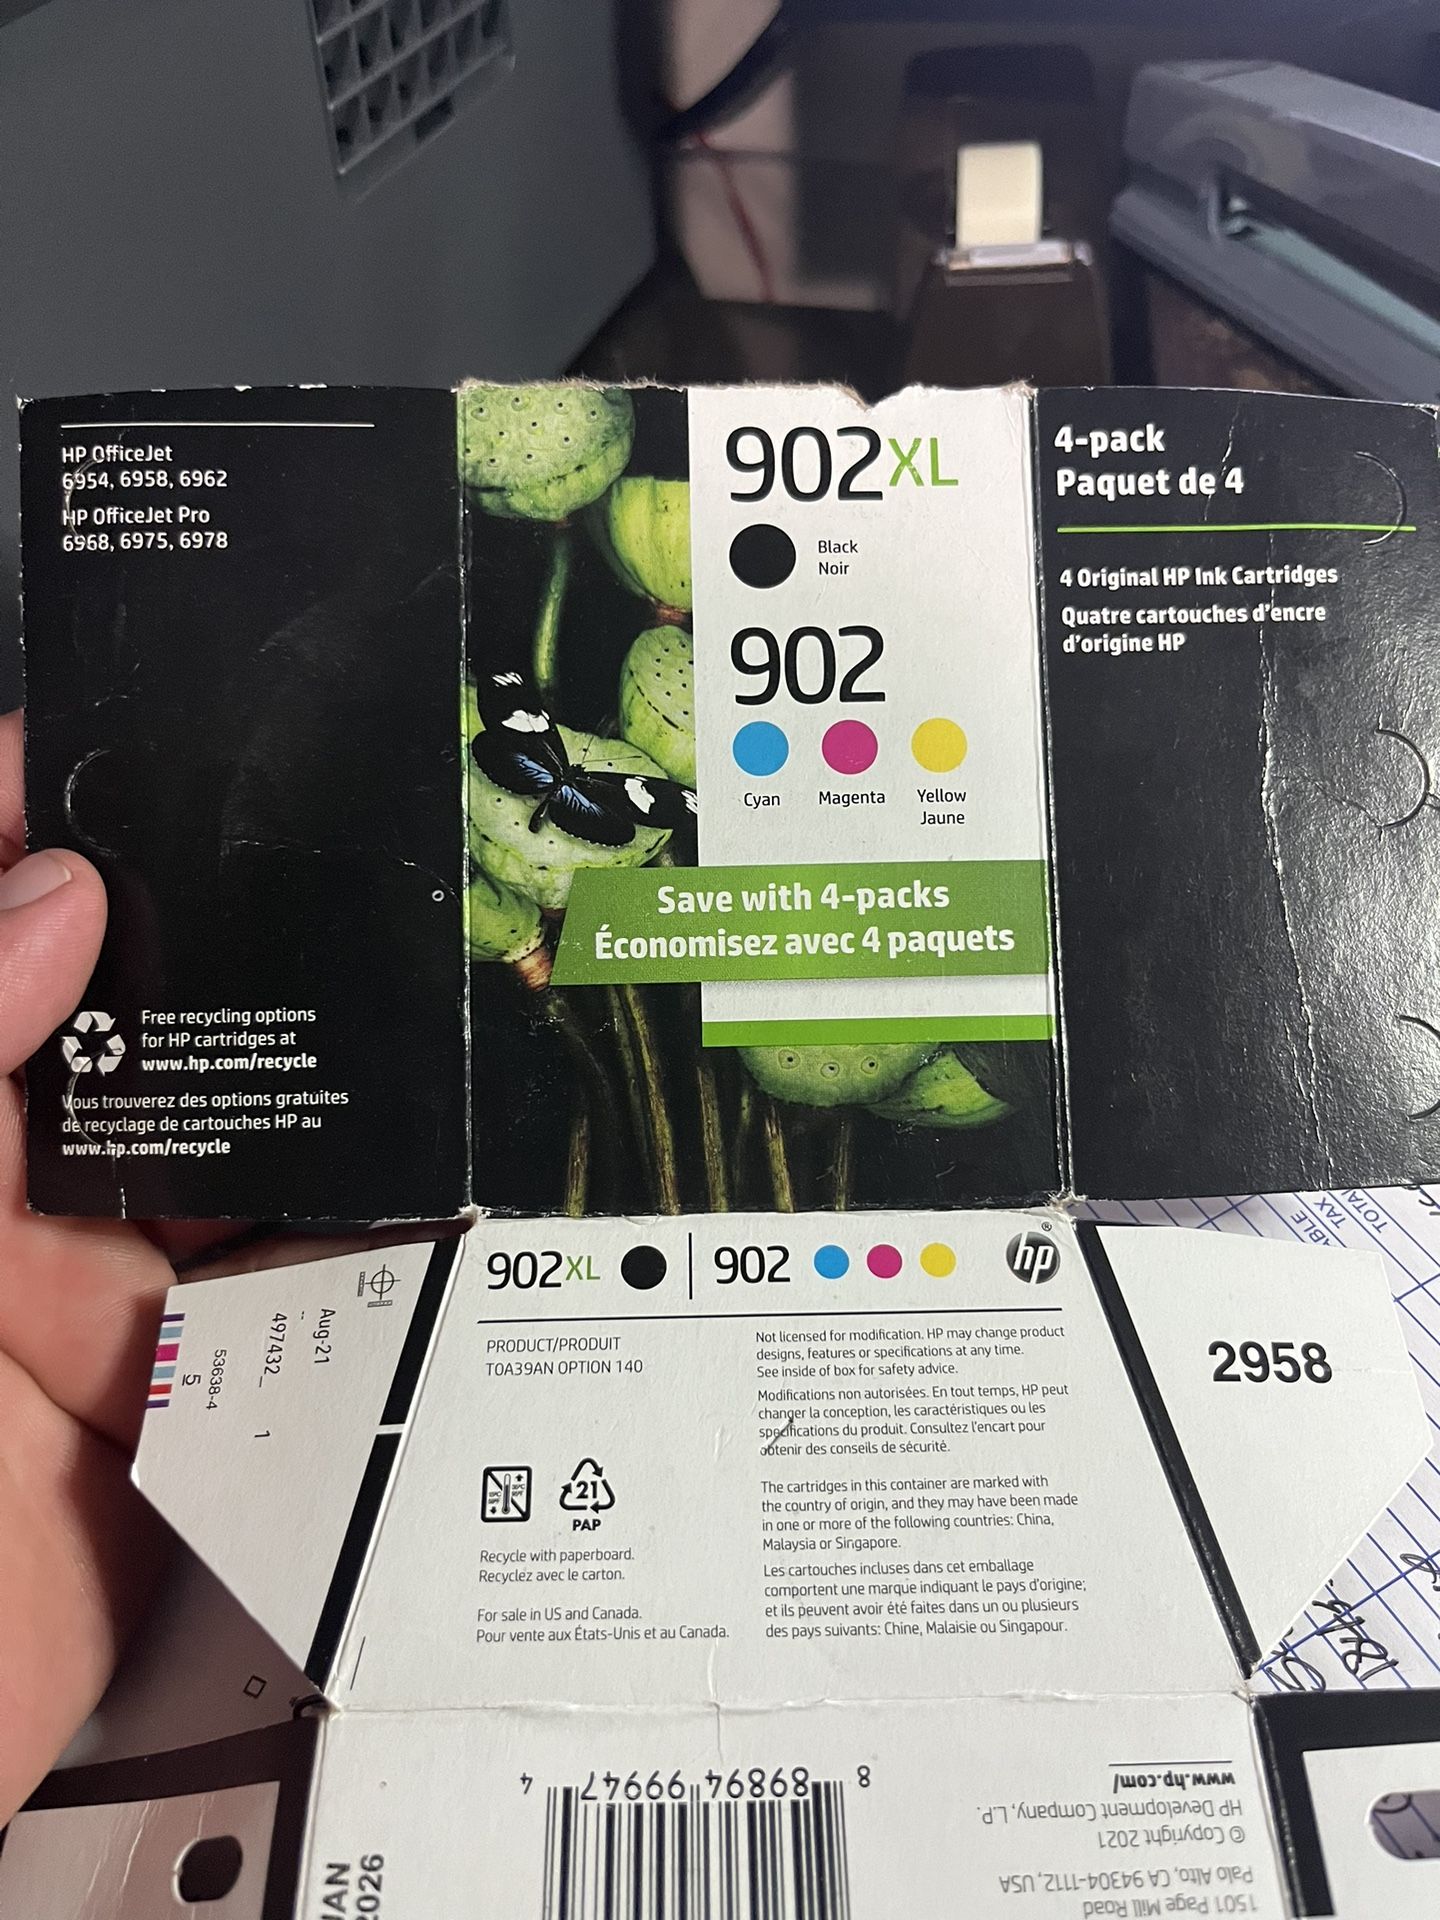 HP OfficeJet
6954, 6958, 6962
HP OfficeJet Pro
6968, 6975, 6978
Free recycling options
for HP cartridges at
www.hp.com/recycle
Vous trouverez des options gratuites
de recyclage de cartouches HP au
www.hp.com/recycle
902XL
Black
Noir
902
Cyan
Magenta
Yellow
Jaune
Save with 4-packs
Économisez avec 4 paquets
4-pack
Paquet de 4
4 Original HP Ink Cartridges
Quatre cartouches d'encre
d'origine HP
902XL 902
hp
®
PRODUCT/PRODUIT
T0A39AN OPTION 140
21
PAP
Recycle with paperboard.
Recyclez avec le carton.
For sale in US and Canada.
Pour vente aux États-Unis et au Canada.
Not licensed for modification. HP may change product
designs, features or specifications at any time.
See inside of box for safety advice.
Modifications non autorisées. En tout temps, HP peut
changer la conception, les caractéristiques ou les
spécifications du produit. Consultez l'encart pour
obtenir des conseils de sécurité.
The cartridges in this container are marked with
the country of origin, and they may have been made
in one or more of the following countries: China,
Malaysia or Singapore.
Les cartouches incluses dans cet emballage
comportent une marque indiquant le pays d'origine;
et ils peuvent avoir été faites dans un ou plusieurs
des pays suivants: Chine, Malaisie ou Singapour.
Aug-21
497432_ 1
53638-4
5
2958
TAX
TOTAL
8 89894 99947 4
JAN
2026
www.hp.com/
HP Development Company, L.P.
© Copyright 2021
Palo Alto, CA 94304-1112, USA
1501 Page Mill Road